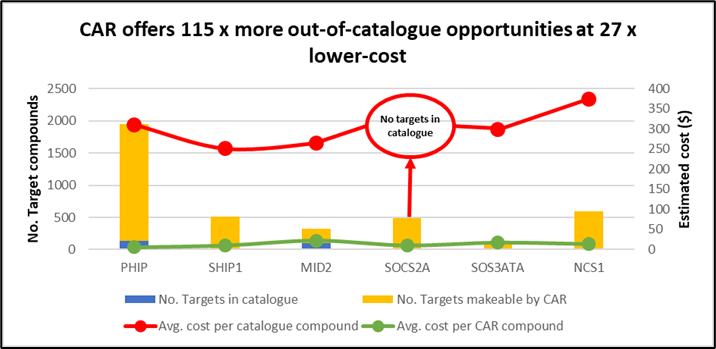 CAR offers 115 x more out-of-catalogue opportunities at 27 x
lower-cost
No. Target compounds
2500
2000
1500
1000
500
0
No targets in
catalogue
400
350
300
250
200
150
100
50
0
Estimated cost ($)
PHIP SHIP1 MID2 SOCS2A SOS3ATA NCS1
No. Targets in catalogue No. Targets makeable by CAR
Avg. cost per catalogue compound Avg. cost per CAR compound